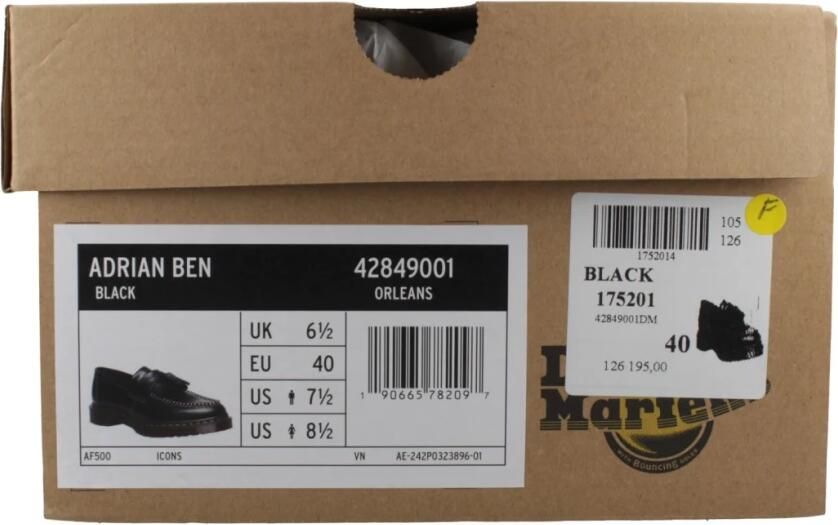 ADRIAN BEN 42849001
BLACK ORLEANS
UK 6½
EU 40
US 7½
US 8½
1 90665 78209 7
AF500 ICONS VN AE-242P0323896-01
105
126
F
1752014
BLACK
175201
42849001DM
40
126 195,00
D
Marten
WITH BOUNCING SOLES